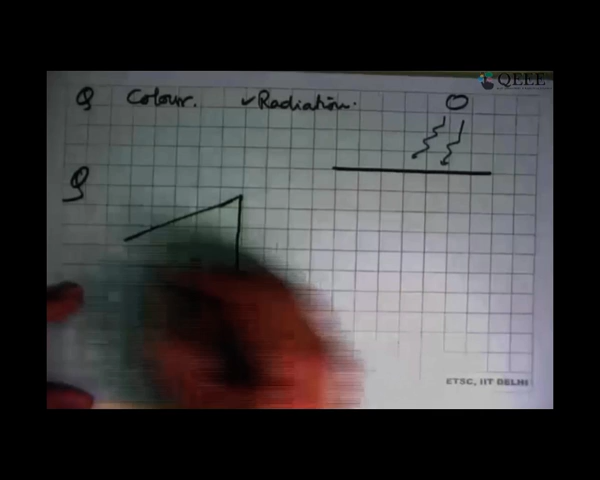 QEEE
Q Colour. ✓Radiation.
Q
ETSC, IIT DELHI